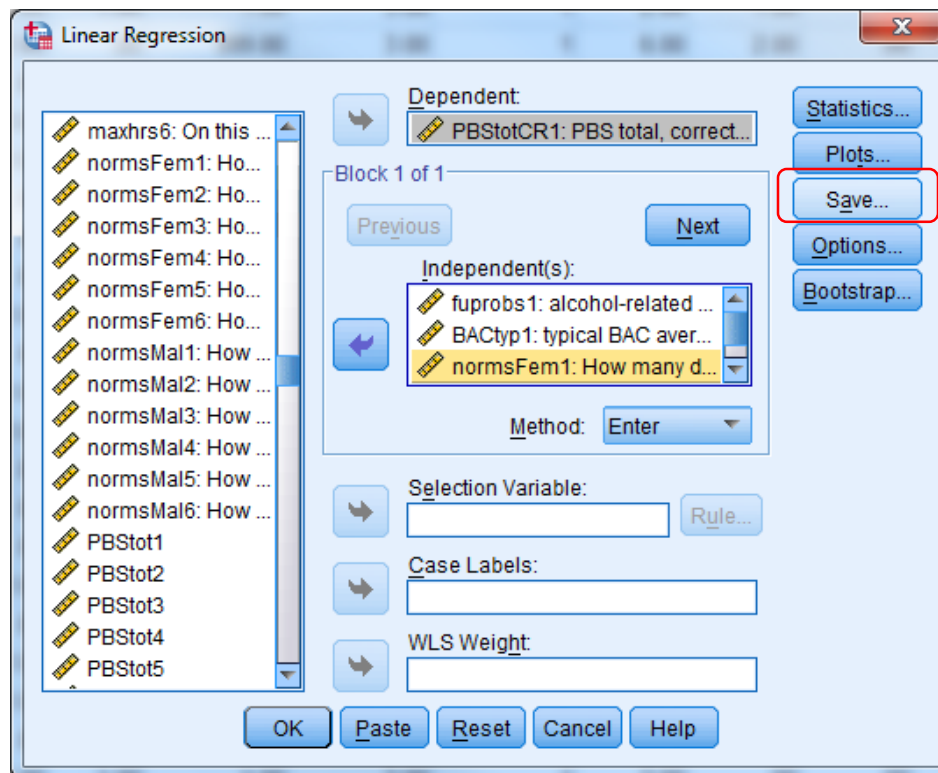 Linear Regression
X
maxhrs6: On this ...
normsFem1: Ho...
normsFem2: Ho...
normsFem3: Ho...
normsFem4: Ho...
normsFem5: Ho...
normsFem6: Ho...
normsMal1: How ...
normsMal2: How ...
normsMal3: How ...
normsMal4: How ...
normsMal5: How ...
normsMal6: How ...
PBStot1
PBStot2
PBStot3
PBStot4
PBStot5
Dependent:
PBStotCR1: PBS total, correct...
Block 1 of 1
Previous
Next
Independent(s):
fuprobs1: alcohol-related ...
BACtyp1: typical BAC aver...
normsFem1: How many d...
Method: Enter
Selection Variable:
Rule...
Case Labels:
WLS Weight:
Statistics...
Plots...
Save...
Options...
Bootstrap...
OK Paste Reset Cancel Help